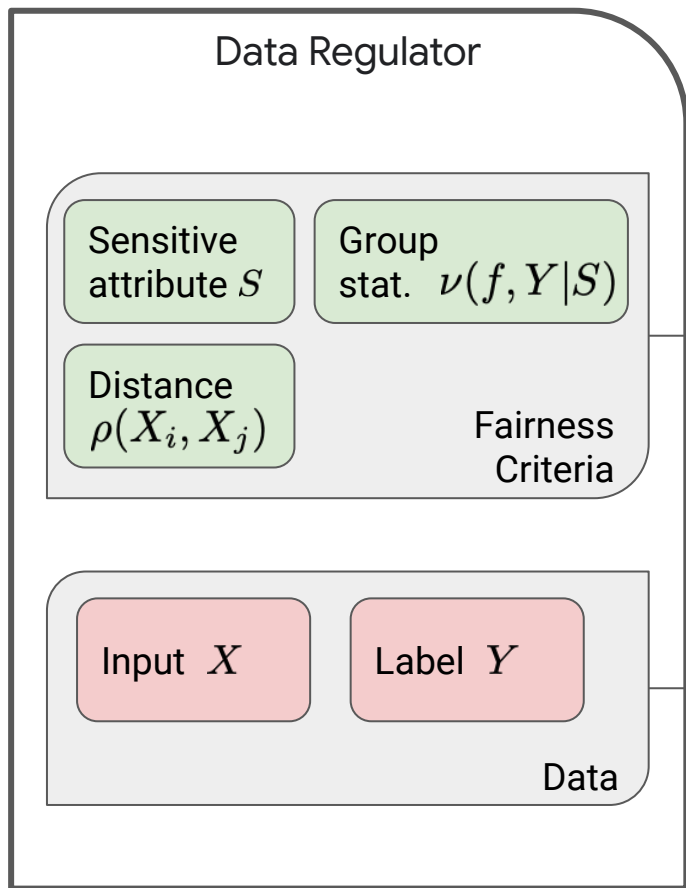 Data Regulator
Sensitive
attribute S
Group
stat. ν(f, Y|S)
Distance
ρ(X_i, X_j)
Fairness
Criteria
Input X
Label Y
Data